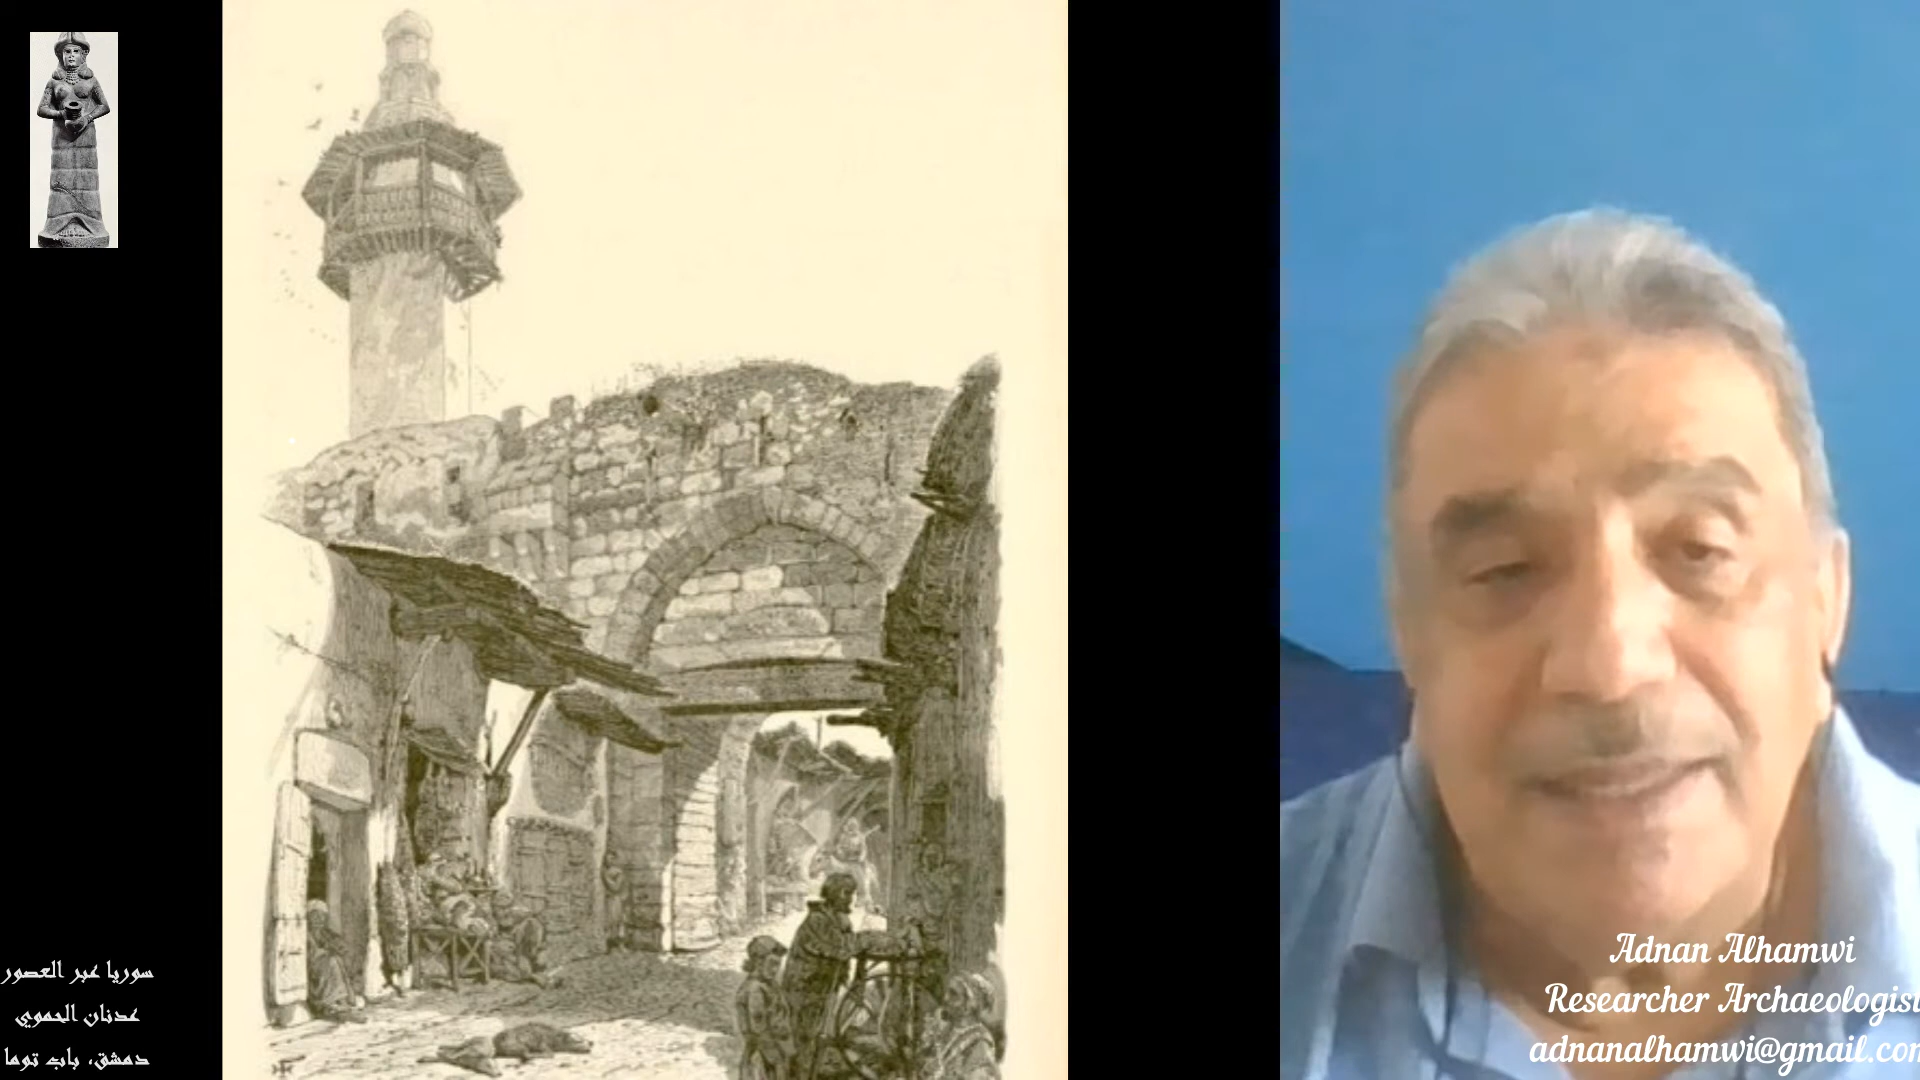 سوريا عبر العصور
عدنان الحموي
دمشق، باب توما
Adnan Alhamwi
Researcher Archaeologist
adnanalhamwi@gmail.com